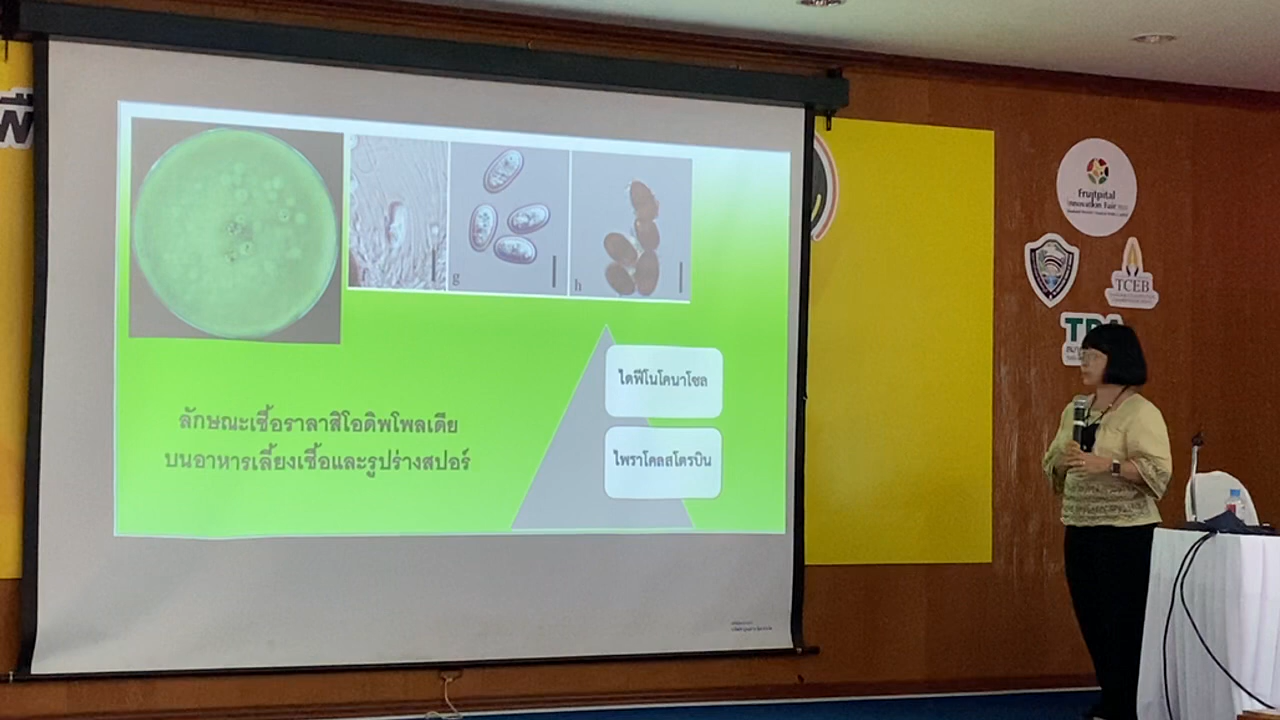 g
h
ลักษณะเชื้อราลาสิโอดิพโพลเดีย
บนอาหารเลี้ยงเชื้อและรูปร่างสปอร์
ไดฟีโนโคนาโซล
ไพราโคลสโตรบิน
Fruitpital
Innovation Fair
TCEB